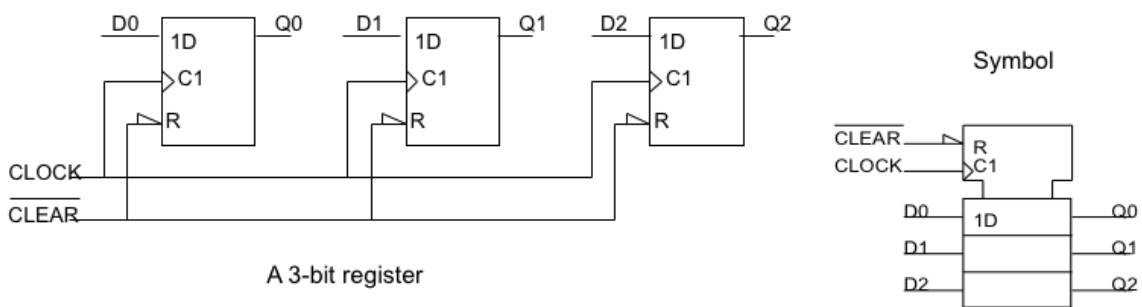 D0 Q0 D1 Q1 D2 Q2
1D 1D 1D
C1 C1 C1
R R R
CLOCK
CLEAR
A 3-bit register
Symbol
CLEAR R
CLOCK C1
D0 1D Q0
D1 Q1
D2 Q2